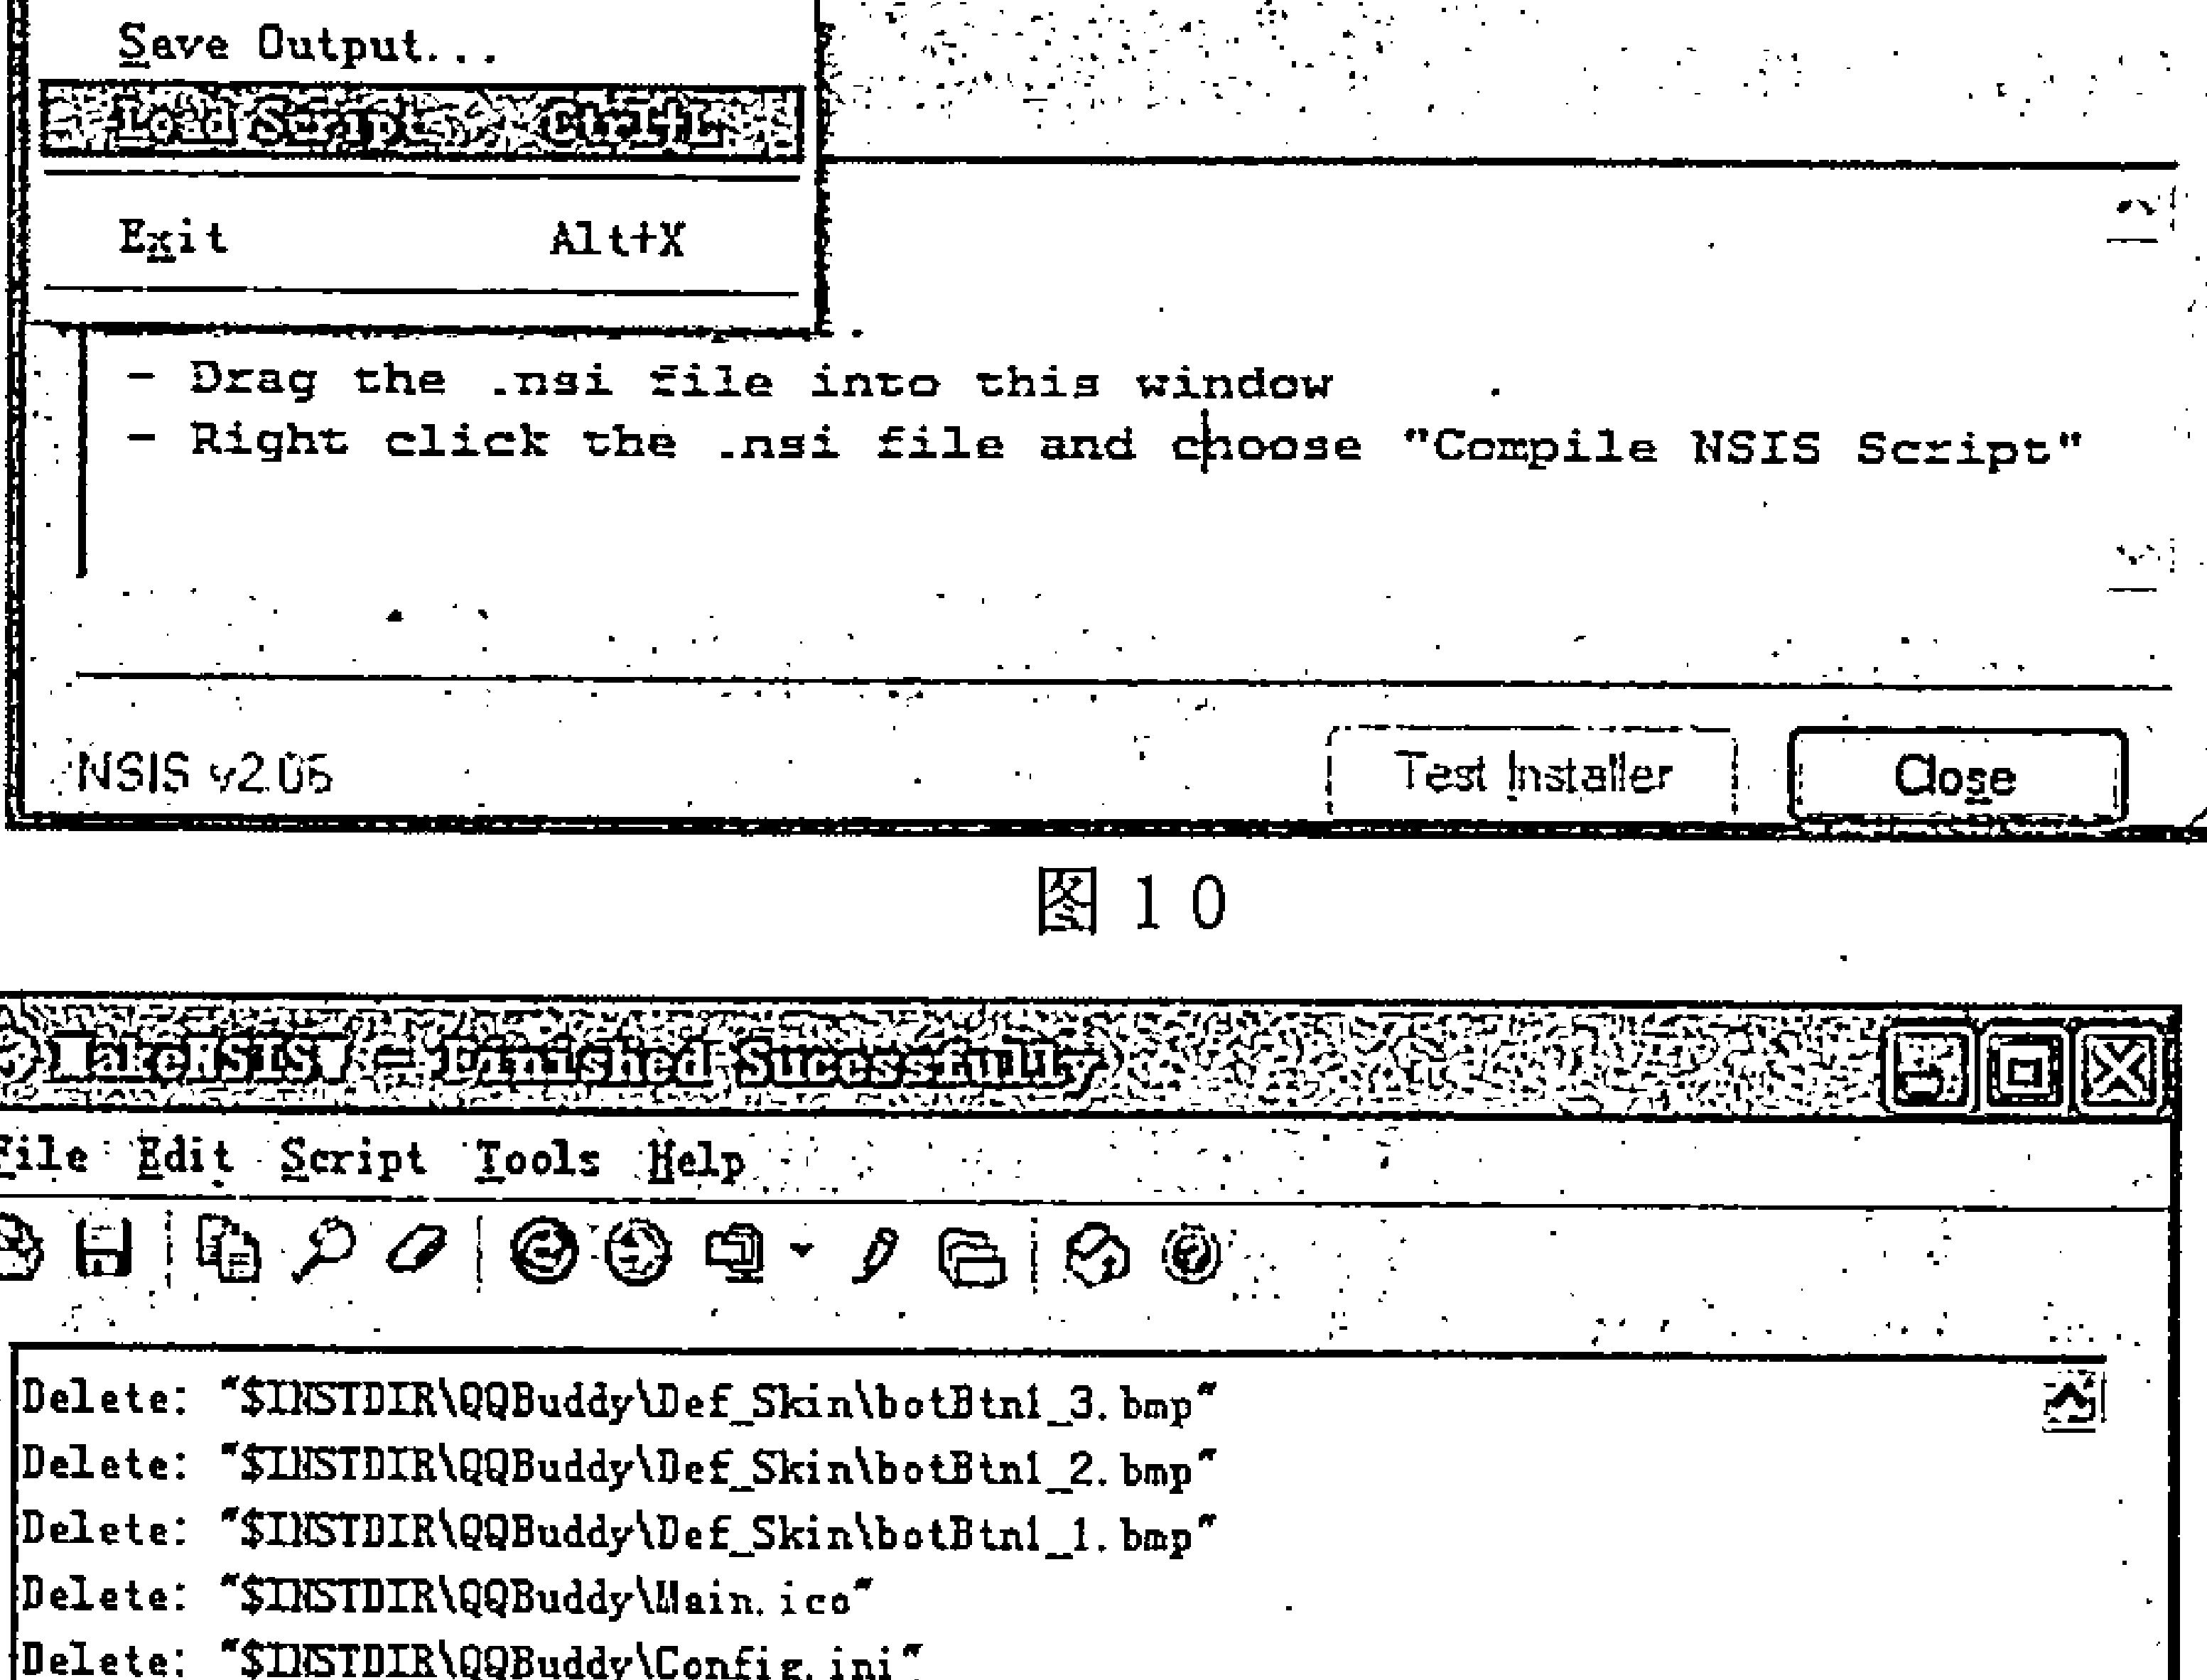 Save Output...
Load Script... Ctrl+L
Exit Alt+X
- Drag the .nsi file into this window
- Right click the .nsi file and choose "Compile NSIS Script"
NSIS v2.06
Test Installer
Close
图10
MakeNSISW - Finished Sucessfully
File Edit Script Tools Help
Delete: "$INSTDIR\QQBuddy\Def_Skin\botBtn1_3.bmp"
Delete: "$INSTDIR\QQBuddy\Def_Skin\botBtn1_2.bmp"
Delete: "$INSTDIR\QQBuddy\Def_Skin\botBtn1_1.bmp"
Delete: "$INSTDIR\QQBuddy\Main.ico"
Delete: "$INSTDIR\QQBuddy\Config.ini"